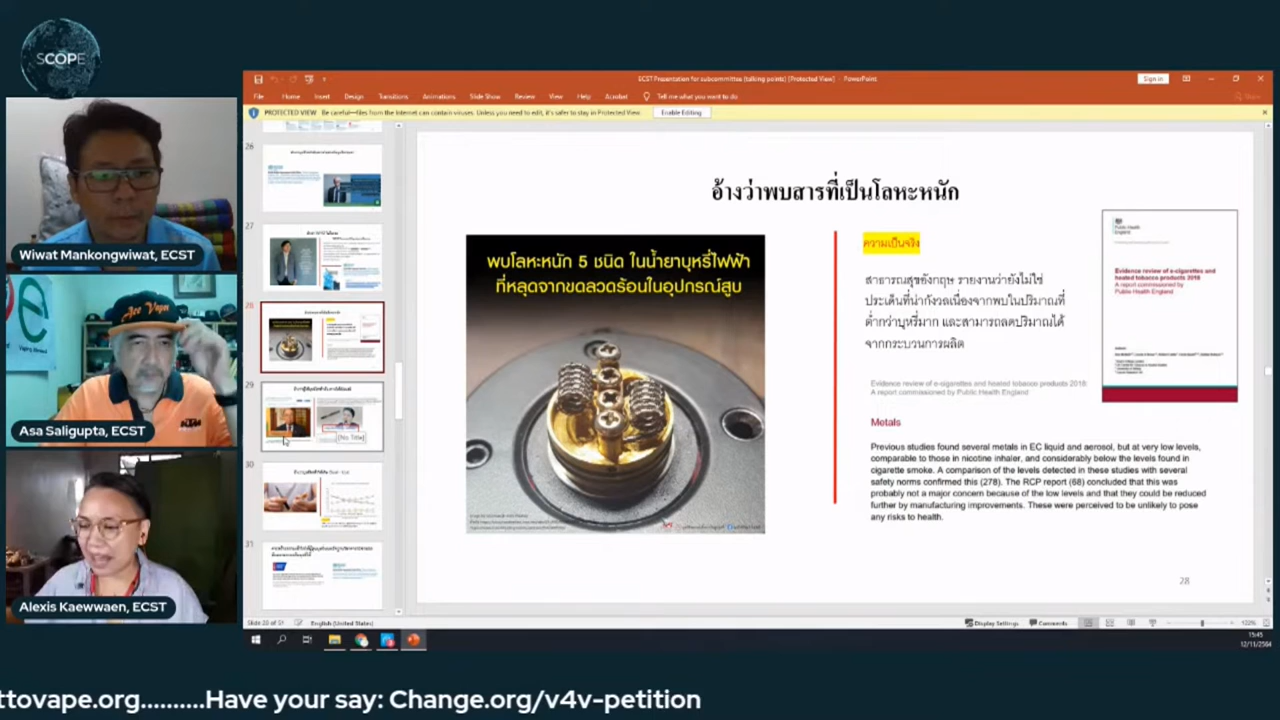 SCOPE
ECST Presentation for subcommittee (talking points) [Protected View] - PowerPoint
Sign in
File Home Insert Design Transitions Animations Slide Show Review View Help Acrobat Tell me what you want to do
Share
PROTECTED VIEW Be careful—files from the Internet can contain viruses. Unless you need to edit, it's safer to stay in Protected View. Enable Editing
Wiwat Mankongwiwat, ECST
Asa Saligupta, ECST
Alexis Kaewwaen, ECST
26
27
28
29
[No Title]
30
31
อ้างว่าพบสารที่เป็นโลหะหนัก
พบโลหะหนัก 5 ชนิด ในน้ำยาบุหรี่ไฟฟ้า
ที่หลุดจากขดลวดร้อนในอุปกรณ์สูบ
ความเป็นจริง
สาธารณสุขอังกฤษ รายงานว่ายังไม่ใช่
ประเด็นที่น่ากังวลเนื่องจากพบในปริมาณที่
ต่ำกว่าบุหรี่มาก และสามารถลดปริมาณได้
จากกระบวนการผลิต
Evidence review of e-cigarettes and heated tobacco products 2018:
A report commissioned by Public Health England
Metals
Previous studies found several metals in EC liquid and aerosol, but at very low levels,
comparable to those in nicotine inhaler, and considerably below the levels found in
cigarette smoke. A comparison of the levels detected in these studies with several
safety norms confirmed this (278). The RCP report (68) concluded that this was
probably not a major concern because of the low levels and that they could be reduced
further by manufacturing improvements. These were perceived to be unlikely to pose
any risks to health.
Public Health
England
Evidence review of e-cigarettes and
heated tobacco products 2018
A report commissioned by
Public Health England
28
English (United States)
Display Settings Comments
122%
15:45
12/11/2564
ttovape.org..........Have your say: Change.org/v4v-petition